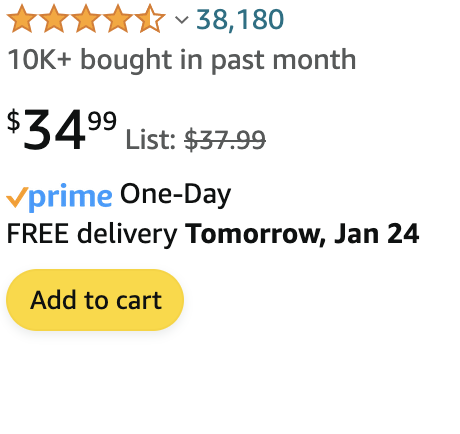 38,180
10K+ bought in past month
$34.99 List: $37.99
prime One-Day
FREE delivery Tomorrow, Jan 24
Add to cart